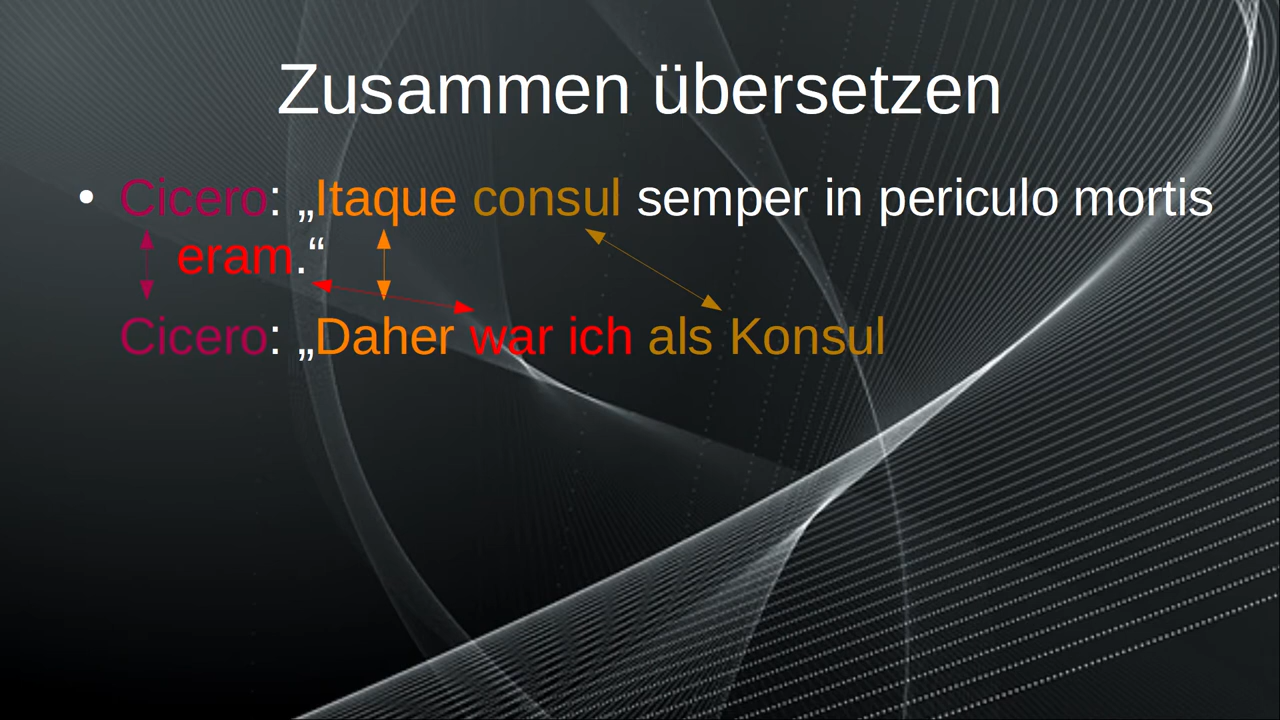 Zusammen übersetzen
• Cicero: „Itaque consul semper in periculo mortis
eram.“
Cicero: „Daher war ich als Konsul